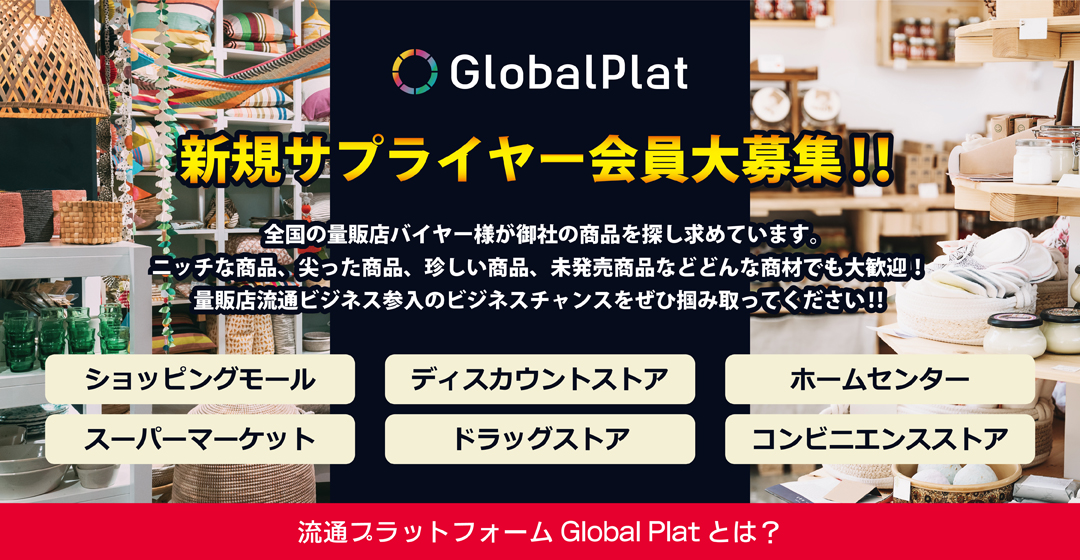 GlobalPlat
新規サプライヤー会員大募集!!
全国の量販店バイヤー様が御社の商品を探し求めています。
ニッチな商品、尖った商品、珍しい商品、未発売商品などどんな商材でも大歓迎！
量販店流通ビジネス参入のビジネスチャンスをぜひ掴み取ってください!!
ショッピングモール
ディスカウントストア
ホームセンター
スーパーマーケット
ドラッグストア
コンビニエンスストア
流通プラットフォーム Global Plat とは？